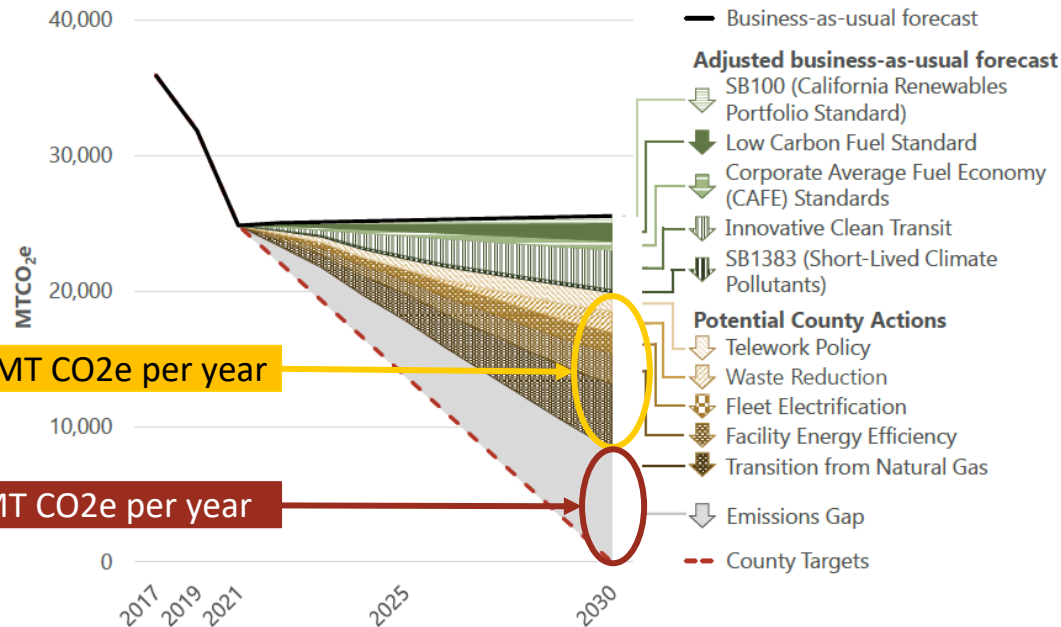 40,000
30,000
20,000
10,000
0
MTCO₂e
MT CO2e per year
MT CO2e per year
2017
2019
2021
2025
2030
Business-as-usual forecast
Adjusted business-as-usual forecast
SB100 (California Renewables
Portfolio Standard)
Low Carbon Fuel Standard
Corporate Average Fuel Economy
(CAFE) Standards
Innovative Clean Transit
SB1383 (Short-Lived Climate
Pollutants)
Potential County Actions
Telework Policy
Waste Reduction
Fleet Electrification
Facility Energy Efficiency
Transition from Natural Gas
Emissions Gap
County Targets